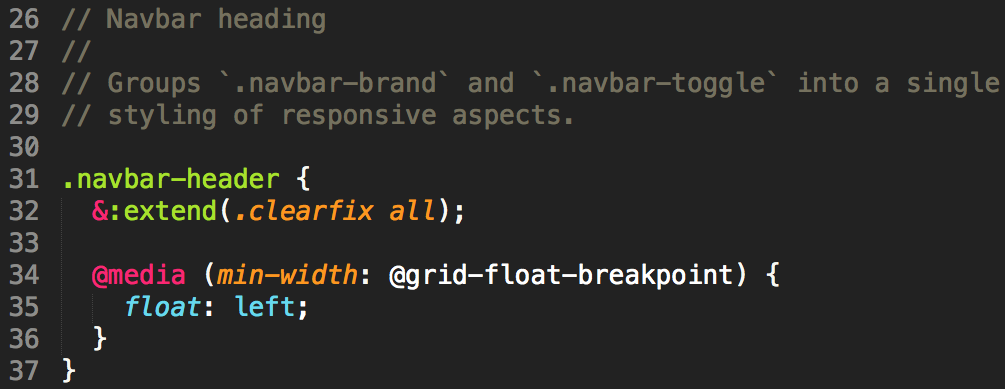 26 // Navbar heading
27 //
28 // Groups `.navbar-brand` and `.navbar-toggle` into a single
29 // styling of responsive aspects.
30
31 .navbar-header {
32   &:extend(.clearfix all);
33
34   @media (min-width: @grid-float-breakpoint) {
35     float: left;
36   }
37 }